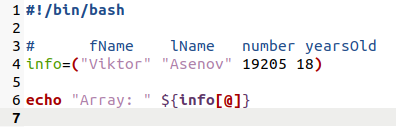 1 #!/bin/bash
2
3 #      fName    lName   number yearsOld
4 info=("Viktor" "Asenov" 19205 18)
5
6 echo "Array: " ${info[@]}
7